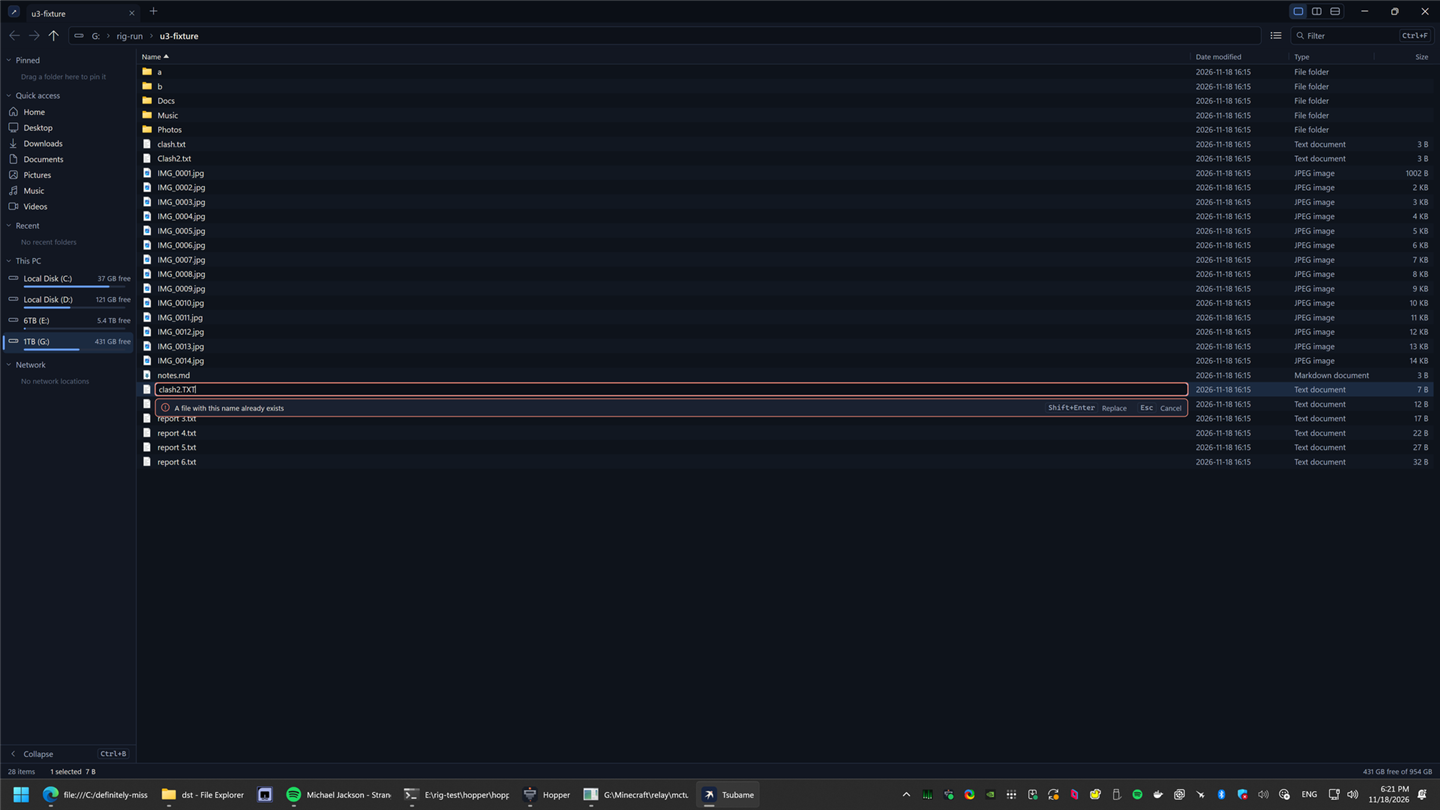 u3-fixture
G: rig-run u3-fixture
Filter Ctrl+F
Pinned
Drag a folder here to pin it
Quick access
Home
Desktop
Downloads
Documents
Pictures
Music
Videos
Recent
No recent folders
This PC
Local Disk (C:) 37 GB free
Local Disk (D:) 121 GB free
6TB (E:) 5.4 TB free
1TB (G:) 431 GB free
Network
No network locations
Collapse Ctrl+B
Name Date modified Type Size
a 2026-11-18 16:15 File folder
b 2026-11-18 16:15 File folder
Docs 2026-11-18 16:15 File folder
Music 2026-11-18 16:15 File folder
Photos 2026-11-18 16:15 File folder
clash.txt 2026-11-18 16:15 Text document 3 B
Clash2.txt 2026-11-18 16:15 Text document 3 B
IMG_0001.jpg 2026-11-18 16:15 JPEG image 1002 B
IMG_0002.jpg 2026-11-18 16:15 JPEG image 2 KB
IMG_0003.jpg 2026-11-18 16:15 JPEG image 3 KB
IMG_0004.jpg 2026-11-18 16:15 JPEG image 4 KB
IMG_0005.jpg 2026-11-18 16:15 JPEG image 5 KB
IMG_0006.jpg 2026-11-18 16:15 JPEG image 6 KB
IMG_0007.jpg 2026-11-18 16:15 JPEG image 7 KB
IMG_0008.jpg 2026-11-18 16:15 JPEG image 8 KB
IMG_0009.jpg 2026-11-18 16:15 JPEG image 9 KB
IMG_0010.jpg 2026-11-18 16:15 JPEG image 10 KB
IMG_0011.jpg 2026-11-18 16:15 JPEG image 11 KB
IMG_0012.jpg 2026-11-18 16:15 JPEG image 12 KB
IMG_0013.jpg 2026-11-18 16:15 JPEG image 13 KB
IMG_0014.jpg 2026-11-18 16:15 JPEG image 14 KB
notes.md 2026-11-18 16:15 Markdown document 3 B
clash2.TXT 2026-11-18 16:15 Text document 7 B
A file with this name already exists Shift+Enter Replace Esc Cancel
2026-11-18 16:15 Text document 12 B
report 3.txt 2026-11-18 16:15 Text document 17 B
report 4.txt 2026-11-18 16:15 Text document 22 B
report 5.txt 2026-11-18 16:15 Text document 27 B
report 6.txt 2026-11-18 16:15 Text document 32 B
28 items 1 selected 7 B 431 GB free of 954 GB
file:///C:/definitely-miss dst - File Explorer Michael Jackson - Stran E:\rig-test\hopper\hopp Hopper G:\Minecraft\relay\mctu Tsubame ENG 6:21 PM
11/18/2026